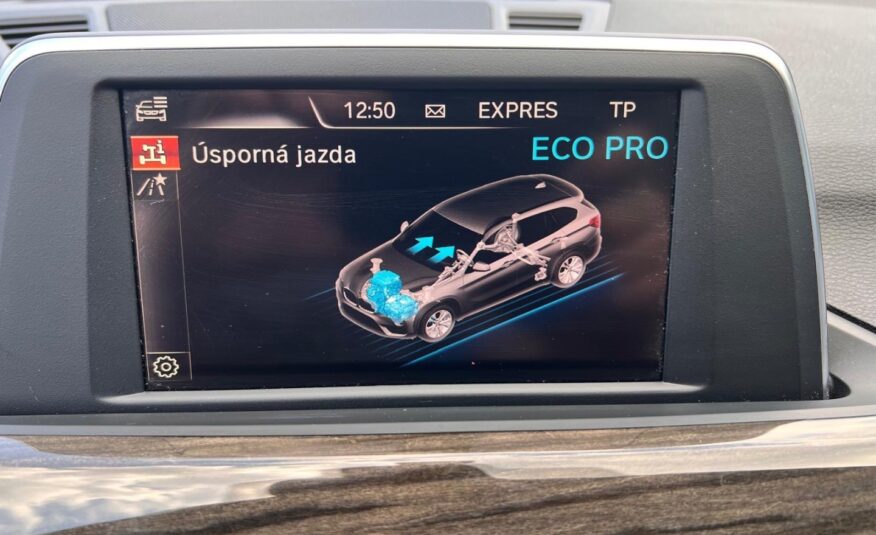 12:50 EXPRES TP
Úsporná jazda ECO PRO